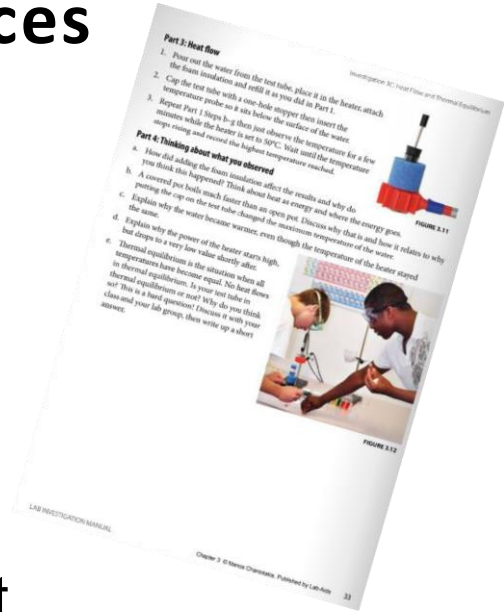 ces
Investigation 3C: Heat Flow and Thermal Equilibrium
Part 3: Heat flow
1. Pour out the water from the test tube, place it in the heater, attach
the foam insulation and refill it as you did in Part 1.
2. Cap the test tube with a one-hole stopper then insert the
temperature probe so it sits below the surface of the water.
3. Repeat Part 1 Steps b-g then just observe the temperature for a few
minutes while the heater is set to 50°C. Wait until the temperature
stops rising and record the highest temperature reached.
FIGURE 3.11
Part 4: Thinking about what you observed
a. How did adding the foam insulation affect the results and why do
you think this happened? Think about heat as energy and where the energy goes.
b. A covered pot boils much faster than an open pot. Discuss why that is and how it relates to why
putting the cap on the test tube changed the maximum temperature of the water.
c. Explain why the water became warmer, even though the temperature of the heater stayed
the same.
d. Explain why the power of the heater starts high,
but drops to a very low value shortly after.
e. Thermal equilibrium is the situation when all
temperatures have become equal. No heat flows
in thermal equilibrium. Is your test tube in
thermal equilibrium or not? Why do you think
so? This is a hard question! Discuss it with your
class and your lab group, then write up a short
answer.
FIGURE 3.12
LAB INVESTIGATION MANUAL
Chapter 3 © Manos Chaniotakis, Published by Lab-Aids
33
t